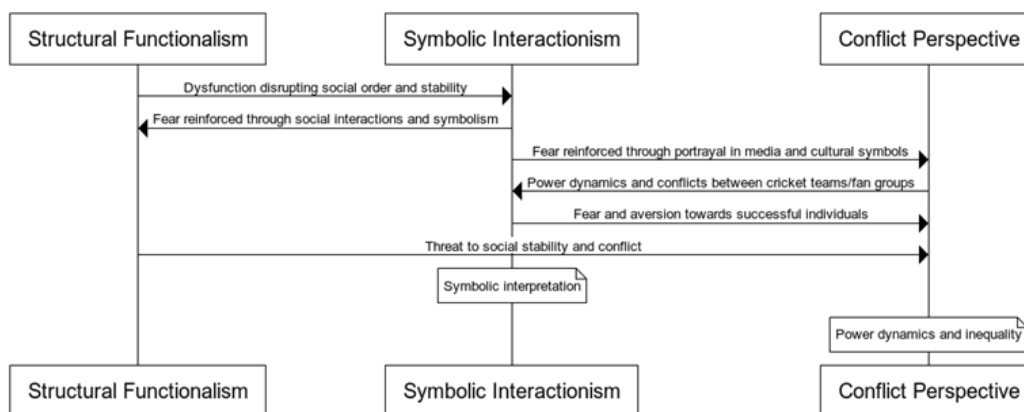 Structural Functionalism
Symbolic Interactionism
Conflict Perspective
Dysfunction disrupting social order and stability
Fear reinforced through social interactions and symbolism
Fear reinforced through portrayal in media and cultural symbols
Power dynamics and conflicts between cricket teams/fan groups
Fear and aversion towards successful individuals
Threat to social stability and conflict
Symbolic interpretation
Power dynamics and inequality
Structural Functionalism
Symbolic Interactionism
Conflict Perspective